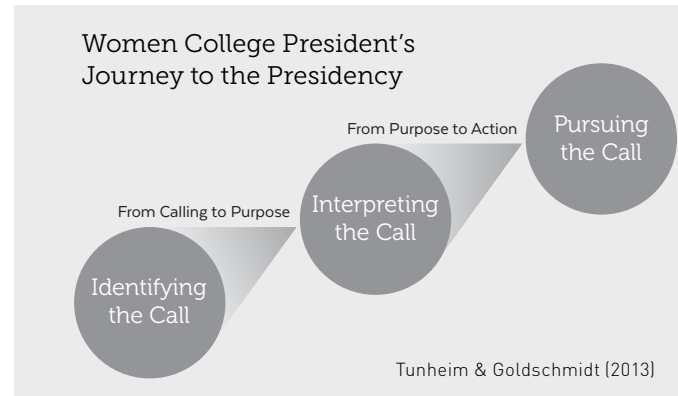 Women College President's
Journey to the Presidency
From Purpose to Action
Pursuing
the Call
From Calling to Purpose
Interpreting
the Call
Identifying
the Call
Tunheim & Goldschmidt (2013)